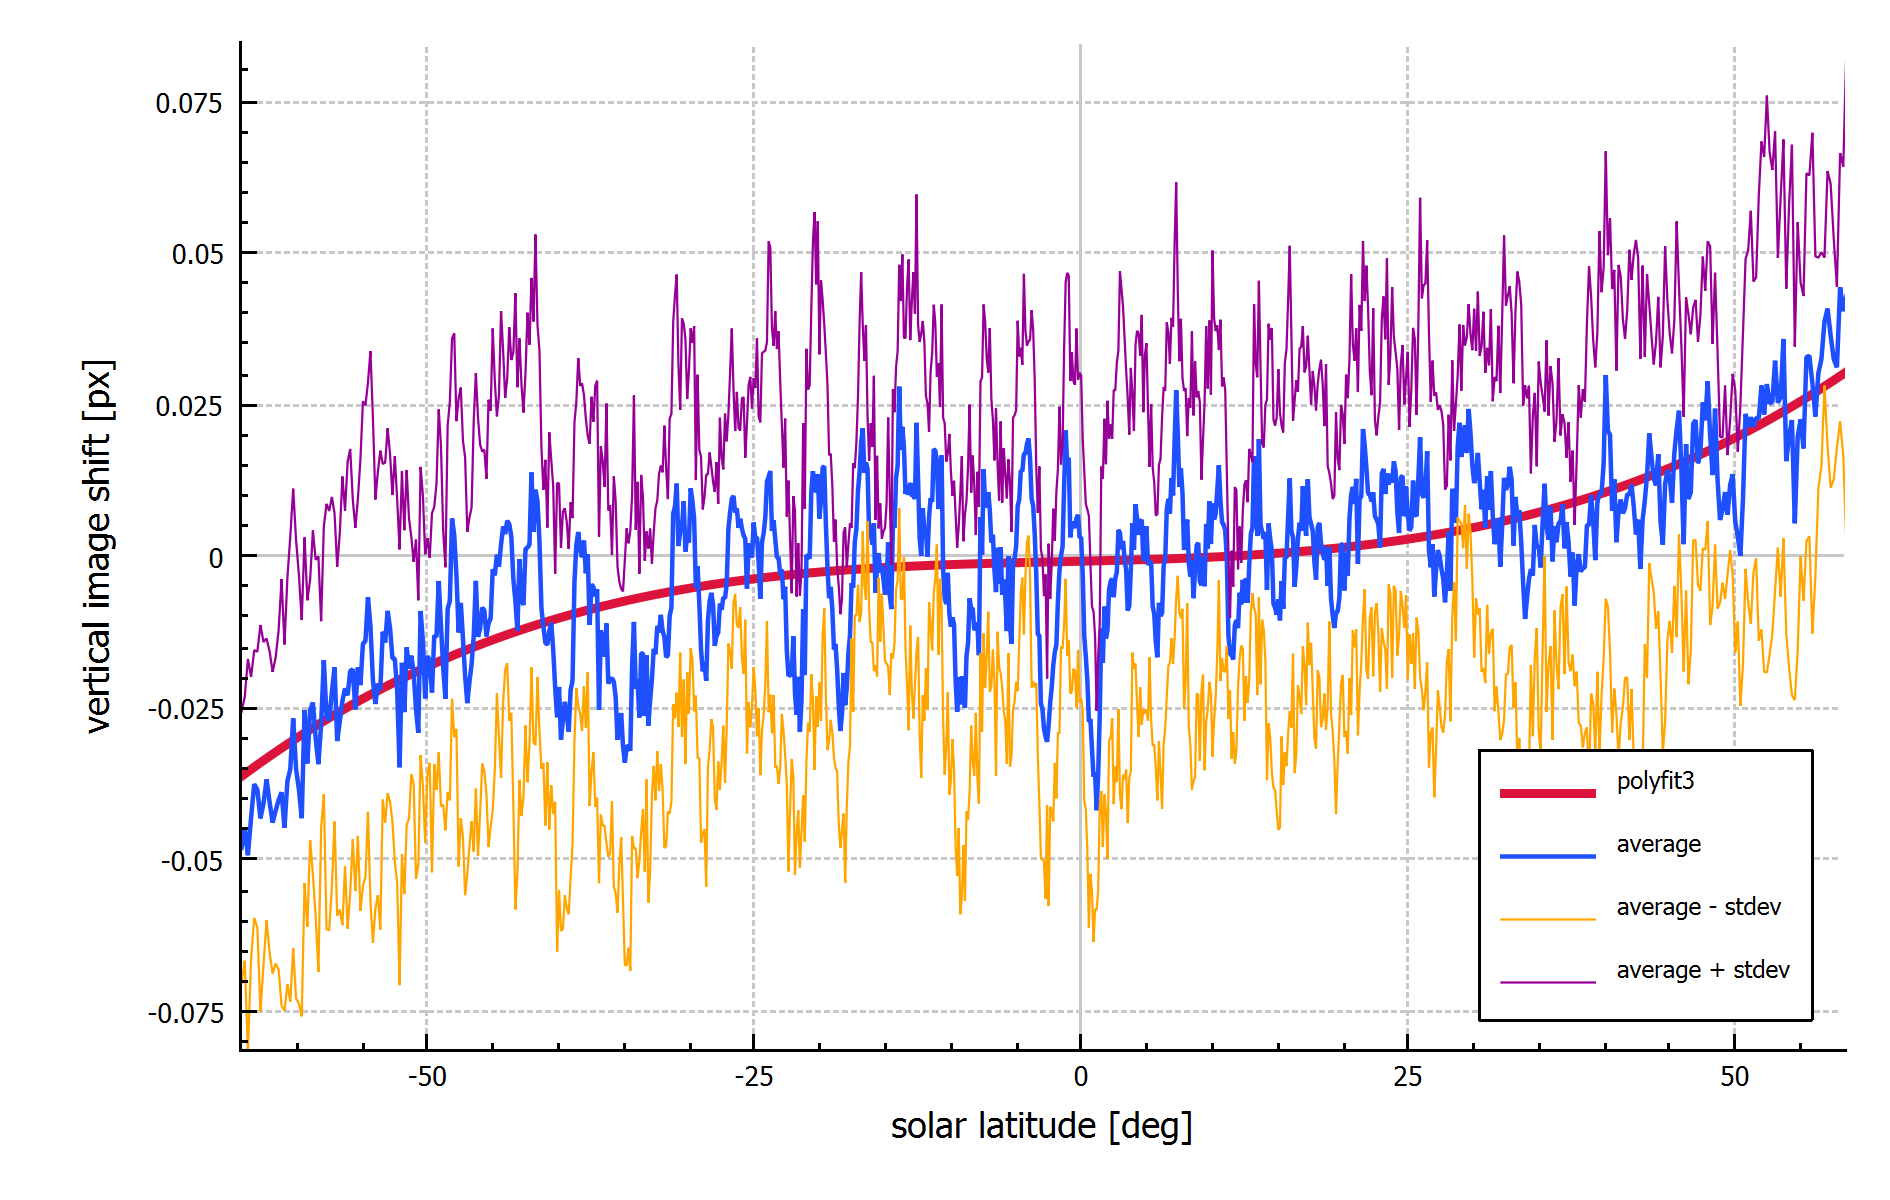 0.075
0.05
0.025
0
-0.025
-0.05
-0.075
vertical image shift [px]
-50
-25
0
25
50
solar latitude [deg]
polyfit3
average
average - stdev
average + stdev